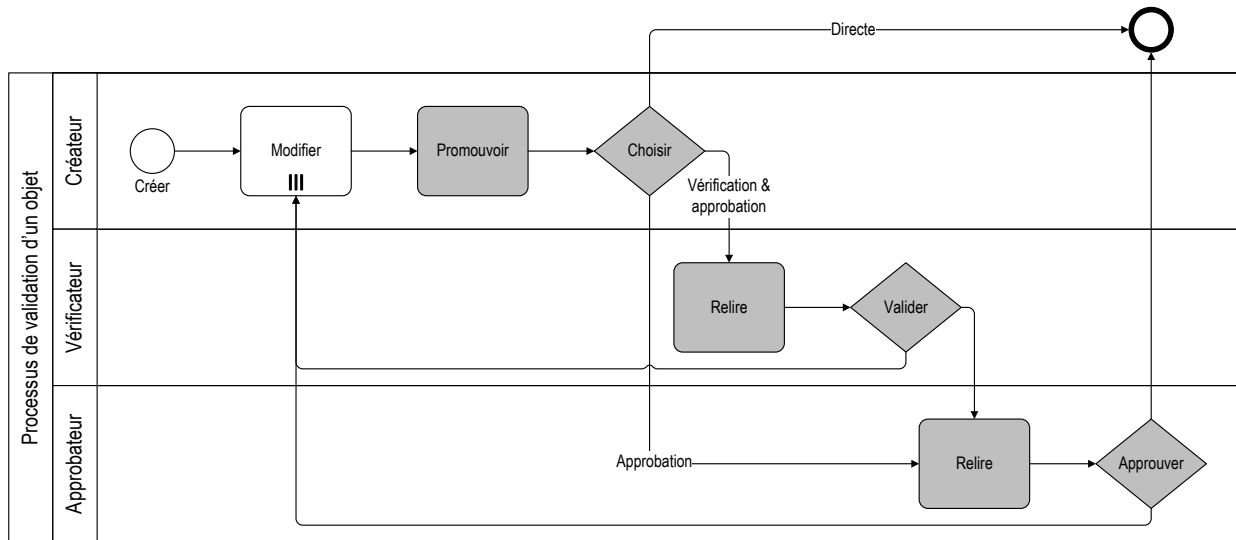 Directe
Processus de validation d'un objet
Créateur
Créer
Modifier
Promouvoir
Choisir
Vérification &
approbation
Vérificateur
Relire
Valider
Approbateur
Approbation
Relire
Approuver